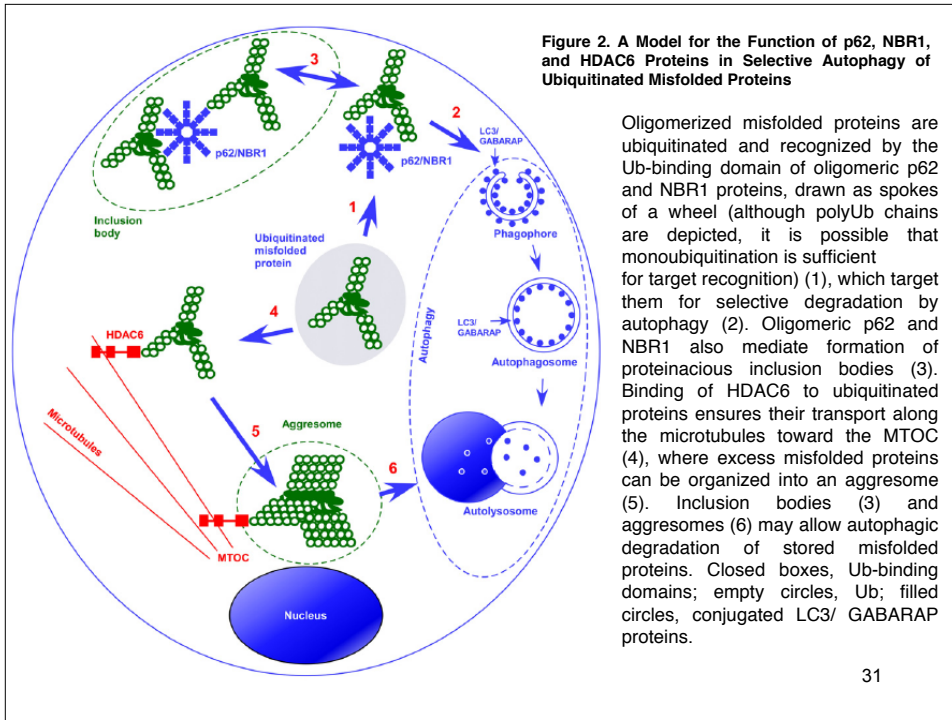 Figure 2. A Model for the Function of p62, NBR1,
and HDAC6 Proteins in Selective Autophagy of
Ubiquitinated Misfolded Proteins
3
2
LC3/
GABARAP
p62/NBR1
p62/NBR1
Inclusion
body
1
Ubiquitinated
misfolded
protein
Phagophore
4
HDAC6
Autophagy
LC3/
GABARAP
Autophagosome
Microtubules
5
Aggresome
6
Autolysosome
MTOC
Nucleus
Oligomerized misfolded proteins are
ubiquitinated and recognized by the
Ub-binding domain of oligomeric p62
and NBR1 proteins, drawn as spokes
of a wheel (although polyUb chains
are depicted, it is possible that
monoubiquitination is sufficient
for target recognition) (1), which target
them for selective degradation by
autophagy (2). Oligomeric p62 and
NBR1 also mediate formation of
proteinacious inclusion bodies (3).
Binding of HDAC6 to ubiquitinated
proteins ensures their transport along
the microtubules toward the MTOC
(4), where excess misfolded proteins
can be organized into an aggresome
(5). Inclusion bodies (3) and
aggresomes (6) may allow autophagic
degradation of stored misfolded
proteins. Closed boxes, Ub-binding
domains; empty circles, Ub; filled
circles, conjugated LC3/ GABARAP
proteins.
31